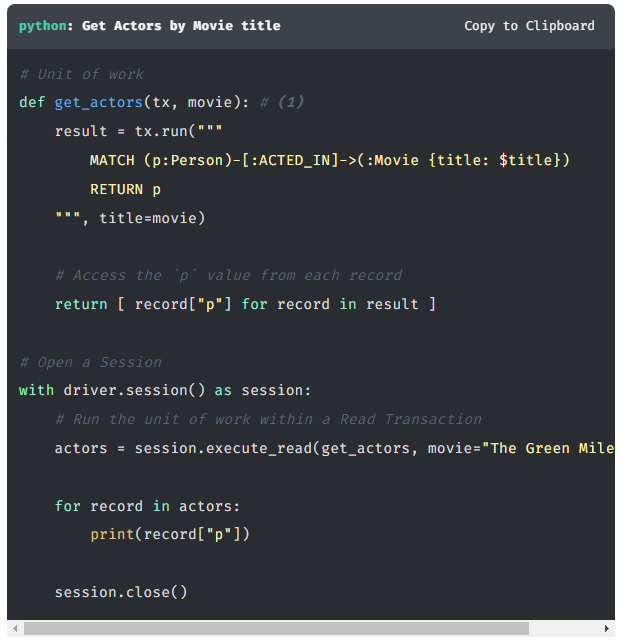 python: Get Actors by Movie title
Copy to Clipboard
# Unit of work
def get_actors(tx, movie): # (1)
    result = tx.run("""
        MATCH (p:Person)-[:ACTED_IN]->(:Movie {title: $title})
        RETURN p
    """, title=movie)
    # Access the `p` value from each record
    return [ record["p"] for record in result ]
# Open a Session
with driver.session() as session:
    # Run the unit of work within a Read Transaction
    actors = session.execute_read(get_actors, movie="The Green Mile
    for record in actors:
        print(record["p"])
    session.close()